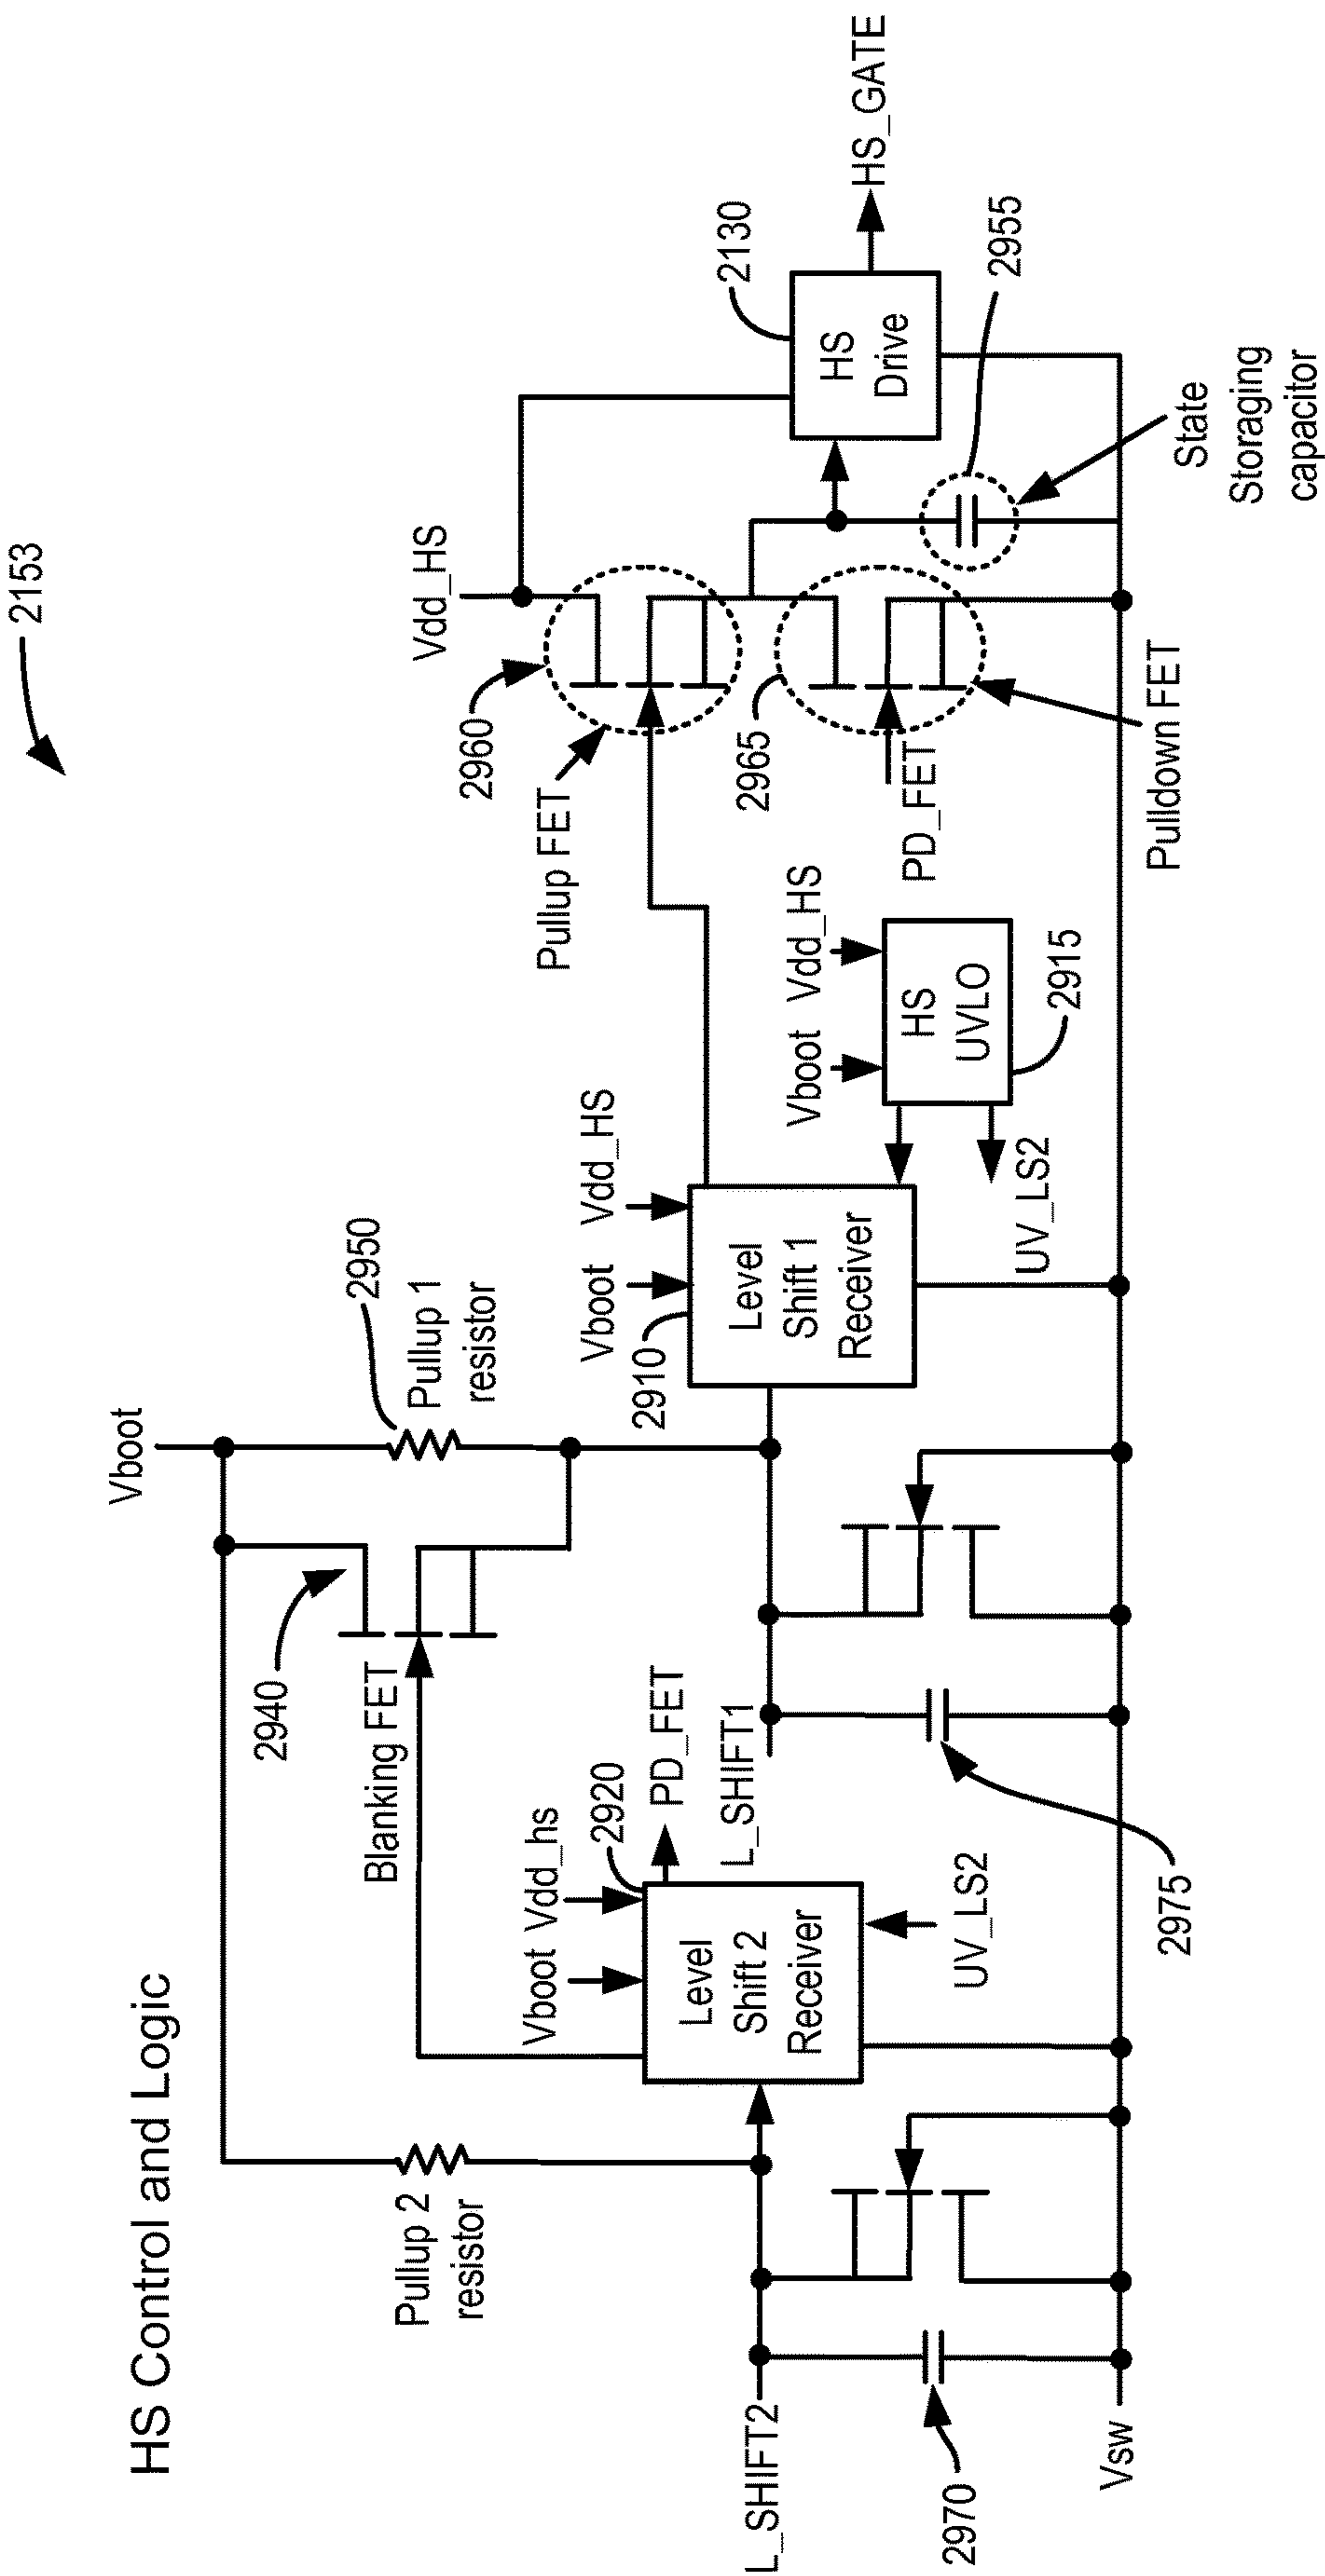 2153
HS Control and Logic
Vboot
2950
Pullup 1
resistor
2940
Blanking FET
Pullup 2
resistor
Vboot
Vdd_hs
2920
PD_FET
Level
Shift 2
Receiver
UV_LS2
L_SHIFT2
2970
Vsw
L_SHIFT1
2975
Vboot
Vdd_HS
2910
Level
Shift 1
Receiver
Vboot
Vdd_HS
HS
UVLO
2915
UV_LS2
Vdd_HS
2960
Pullup FET
2965
PD_FET
Pulldown FET
2130
HS
Drive
HS_GATE
2955
State
Storaging
capacitor